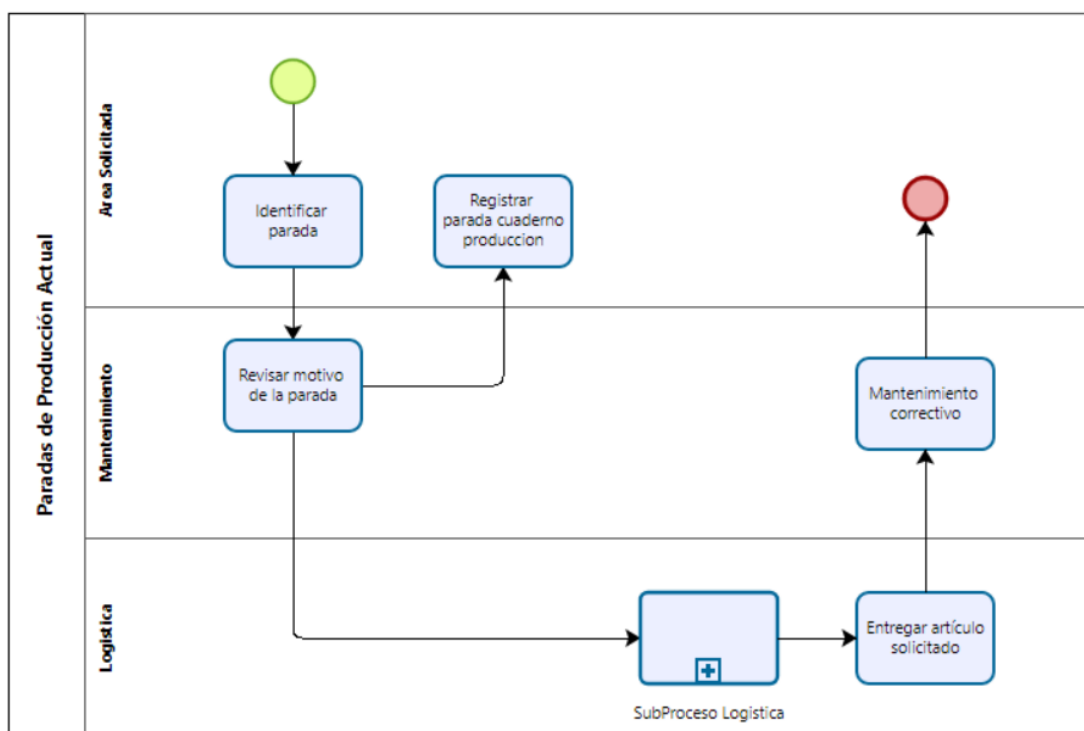 Paradas de Producción Actual
Area Solicitada
Identificar
parada
Registrar
parada cuaderno
produccion
Mantenimiento
Revisar motivo
de la parada
Mantenimiento
correctivo
Logistica
SubProceso Logistica
Entregar artículo
solicitado